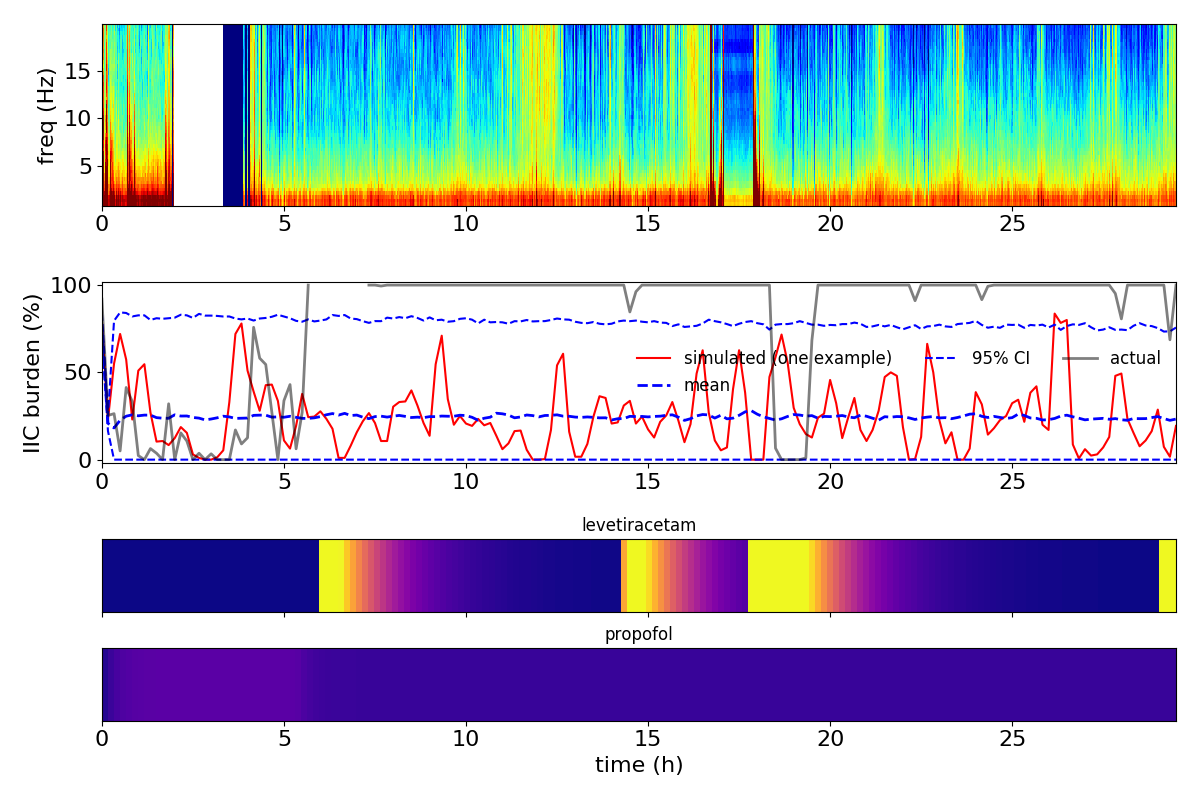 freq (Hz)
15
10
5
0 5 10 15 20 25
IIC burden (%)
100
50
0
simulated (one example) 95% CI actual
mean
0 5 10 15 20 25
levetiracetam
propofol
0 5 10 15 20 25
time (h)